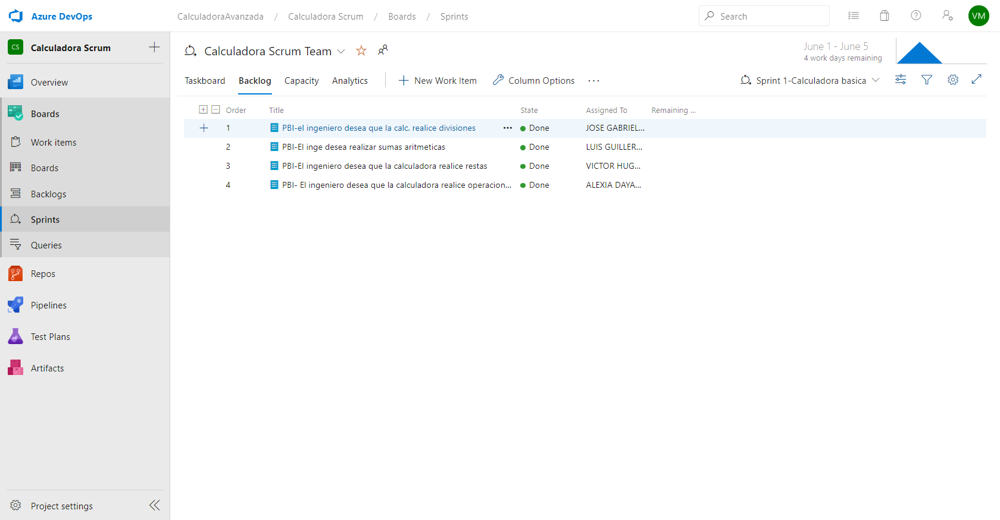 Azure DevOps
CalculadoraAvanzada / Calculadora Scrum / Boards / Sprints
Search
VM
CS
Calculadora Scrum
Overview
Boards
Work items
Boards
Backlogs
Sprints
Queries
Repos
Pipelines
Test Plans
Artifacts
Project settings
Calculadora Scrum Team
June 1 - June 5
4 work days remaining
Taskboard Backlog Capacity Analytics New Work Item Column Options ... Sprint 1-Calculadora basica
Order Title State Assigned To Remaining ...
1 PBI-el ingeniero desea que la calc. realice divisiones ... Done JOSE GABRIEL...
2 PBI-El inge desea realizar sumas aritmeticas Done LUIS GUILLER...
3 PBI-El ingeniero desea que la calculadora realice restas Done VICTOR HUG...
4 PBI- El ingeniero desea que la calculadora realice operacion... Done ALEXIA DAYA...